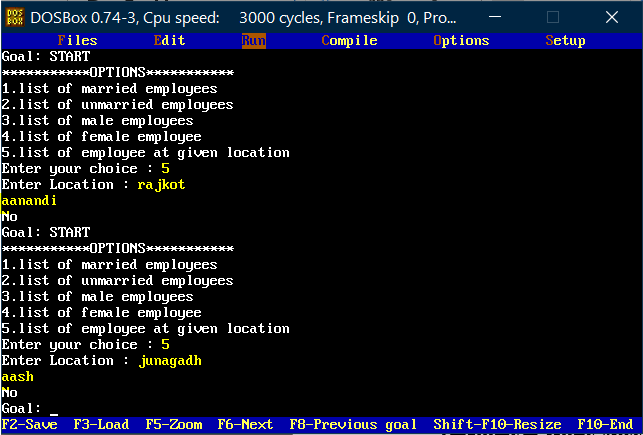 DOSBox 0.74-3, Cpu speed: 3000 cycles, Frameskip 0, Pro...
Files Edit Run Compile Options Setup
Goal: START
***********OPTIONS***********
1.list of married employees
2.list of unmarried employees
3.list of male employees
4.list of female employee
5.list of employee at given location
Enter your choice : 5
Enter Location : rajkot
aanandi
No
Goal: START
***********OPTIONS***********
1.list of married employees
2.list of unmarried employees
3.list of male employees
4.list of female employee
5.list of employee at given location
Enter your choice : 5
Enter Location : junagadh
aash
No
Goal: _
F2-Save F3-Load F5-Zoom F6-Next F8-Previous goal Shift-F10-Resize F10-End